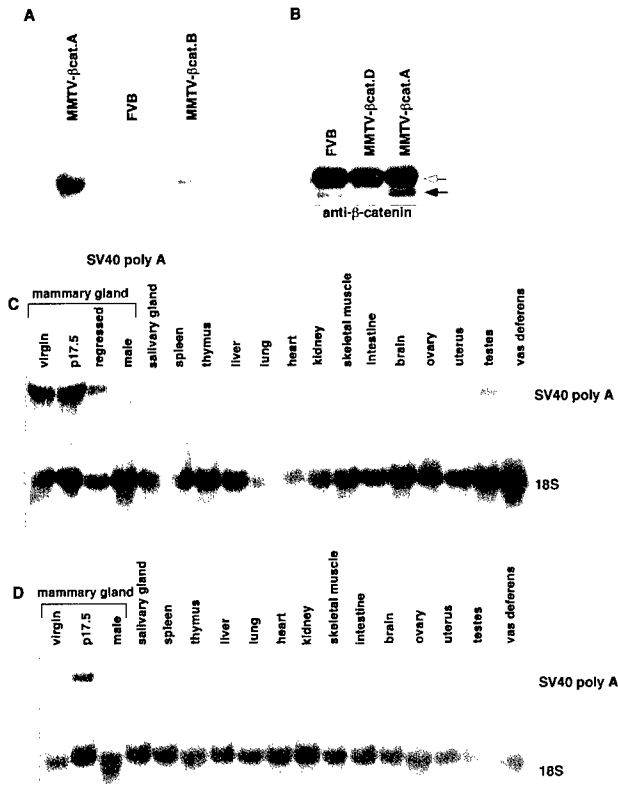 A
MMTV-βcat.A
FVB
MMTV-βcat.B
SV40 poly A
B
FVB
MMTV-βcat.D
MMTV-βcat.A
anti-β-catenin
C
mammary gland
virgin
p17.5
regressed
male
salivary gland
spleen
thymus
liver
lung
heart
kidney
skeletal muscle
intestine
brain
ovary
uterus
testes
vas deferens
SV40 poly A
18S
D
mammary gland
virgin
p17.5
male
salivary gland
spleen
thymus
liver
lung
heart
kidney
skeletal muscle
intestine
brain
ovary
uterus
testes
vas deferens
SV40 poly A
18S